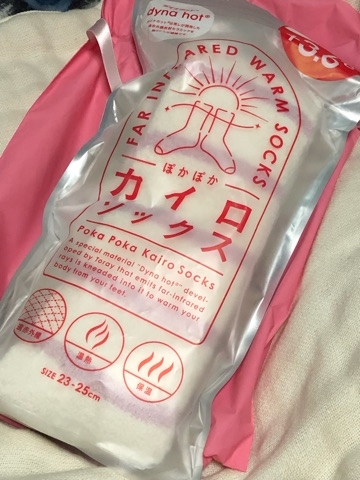 dyna hot®
+3.6
FAR INFRARED WARM SOCKS
ぽかぽか
カイロ
ソックス
Poka Poka Kairo Socks
A special material "Dyna hot®" devel-
oped by Toray that emits far-infrared
rays is kneaded into it to warm your
body from your feet.
遠赤外線
温熱
保温
SIZE 23-25cm